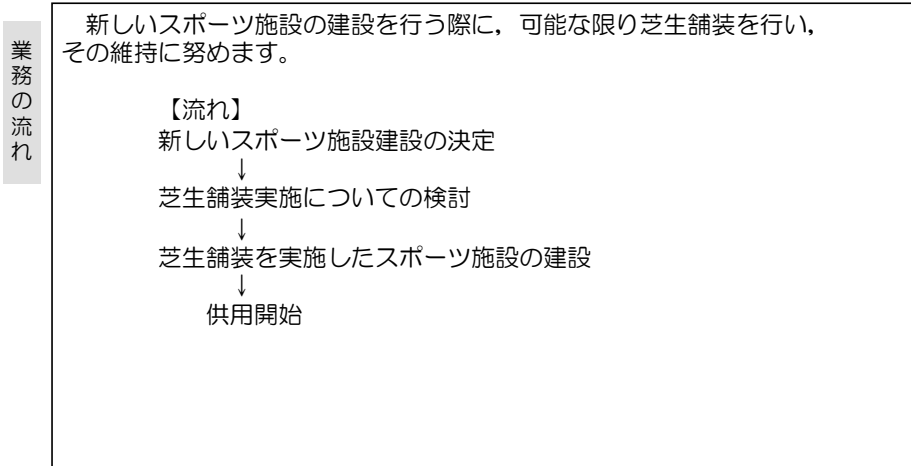 業務の流れ
新しいスポーツ施設の建設を行う際に，可能な限り芝生舗装を行い，
その維持に努めます。
【流れ】
新しいスポーツ施設建設の決定
↓
芝生舗装実施についての検討
↓
芝生舗装を実施したスポーツ施設の建設
↓
供用開始